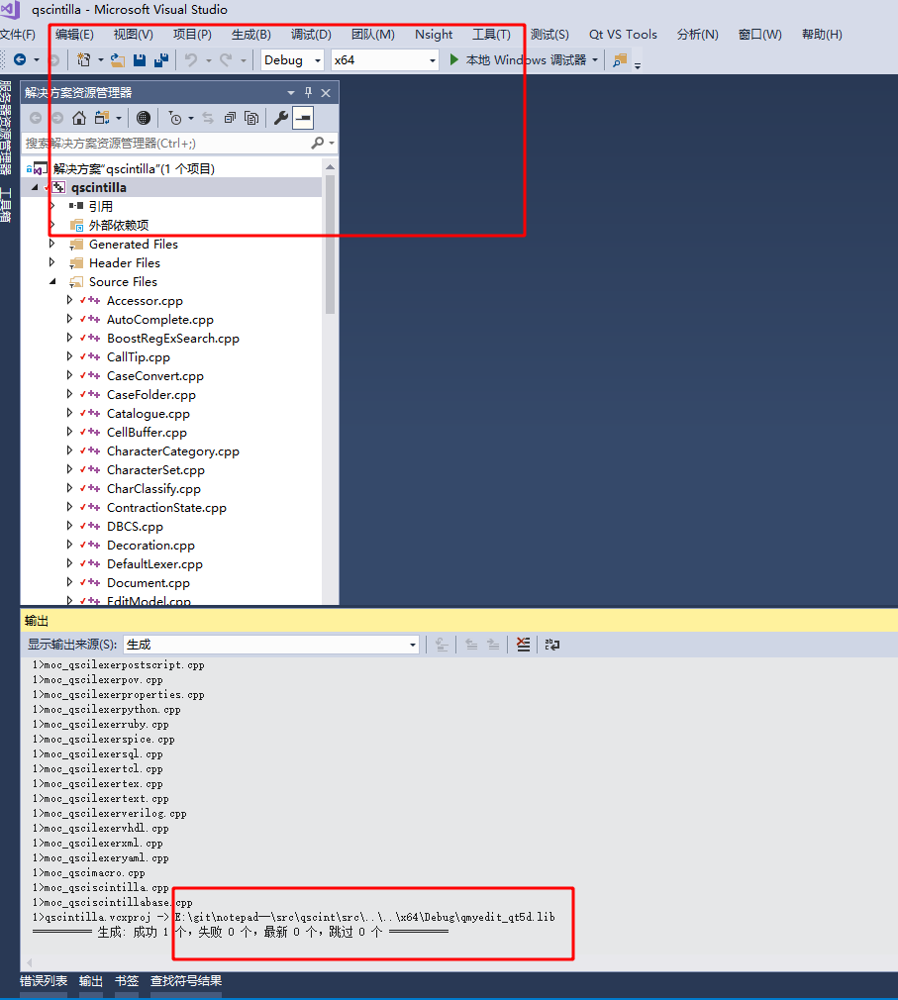 qscintilla - Microsoft Visual Studio
文件(F) 编辑(E) 视图(V) 项目(P) 生成(B) 调试(D) 团队(M) Nsight 工具(T) 测试(S) Qt VS Tools 分析(N) 窗口(W) 帮助(H)
Debug x64 本地 Windows 调试器
服务器资源管理器
工具箱
解决方案资源管理器
搜索解决方案资源管理器(Ctrl+;)
解决方案"qscintilla"(1 个项目)
qscintilla
引用
外部依赖项
Generated Files
Header Files
Source Files
Accessor.cpp
AutoComplete.cpp
BoostRegExSearch.cpp
CallTip.cpp
CaseConvert.cpp
CaseFolder.cpp
Catalogue.cpp
CellBuffer.cpp
CharacterCategory.cpp
CharacterSet.cpp
CharClassify.cpp
ContractionState.cpp
DBCS.cpp
Decoration.cpp
DefaultLexer.cpp
Document.cpp
EditModel.cpp
输出
显示输出来源(S): 生成
1>moc_qscilexerpostscript.cpp
1>moc_qscilexerpov.cpp
1>moc_qscilexerproperties.cpp
1>moc_qscilexerpython.cpp
1>moc_qscilexerruby.cpp
1>moc_qscilexerspice.cpp
1>moc_qscilexersql.cpp
1>moc_qscilexertcl.cpp
1>moc_qscilexertex.cpp
1>moc_qscilexertext.cpp
1>moc_qscilexerverilog.cpp
1>moc_qscilexervhdl.cpp
1>moc_qscilexerxml.cpp
1>moc_qscilexeryaml.cpp
1>moc_qscimacro.cpp
1>moc_qsciscintilla.cpp
1>moc_qsciscintillabase.cpp
1>qscintilla.vcxproj -> E:\git\notepad--\src\qscint\src\..\..\x64\Debug\qmyedit_qt5d.lib
========== 生成: 成功 1 个，失败 0 个，最新 0 个，跳过 0 个 ==========
错误列表 输出 书签 查找符号结果